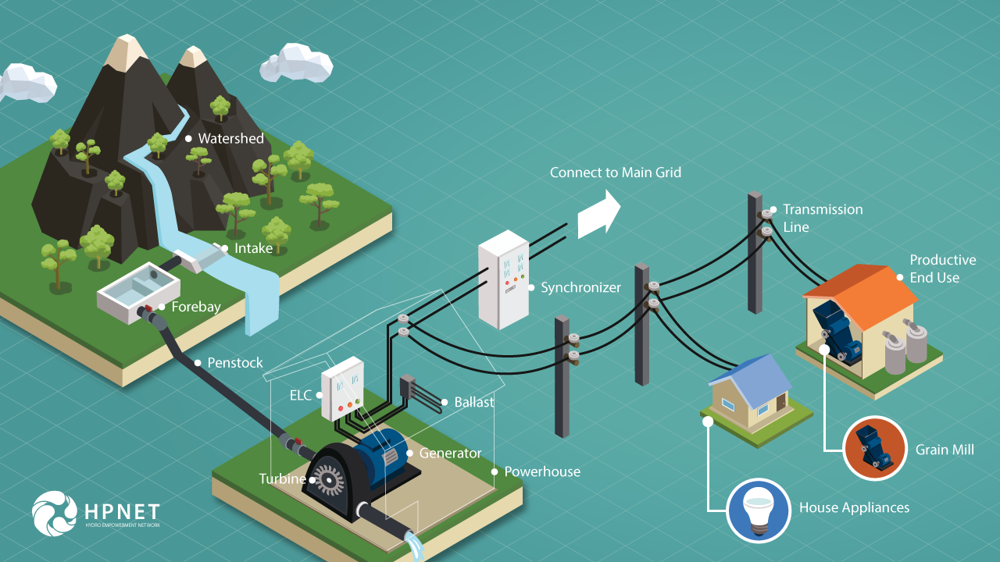 Watershed
Connect to Main Grid
Transmission
Line
Intake
Productive
End Use
Synchronizer
Forebay
Penstock
ELC
Ballast
Generator
Grain Mill
Turbine
Powerhouse
House Appliances
HPNET
HYDRO EMPOWERMENT NETWORK